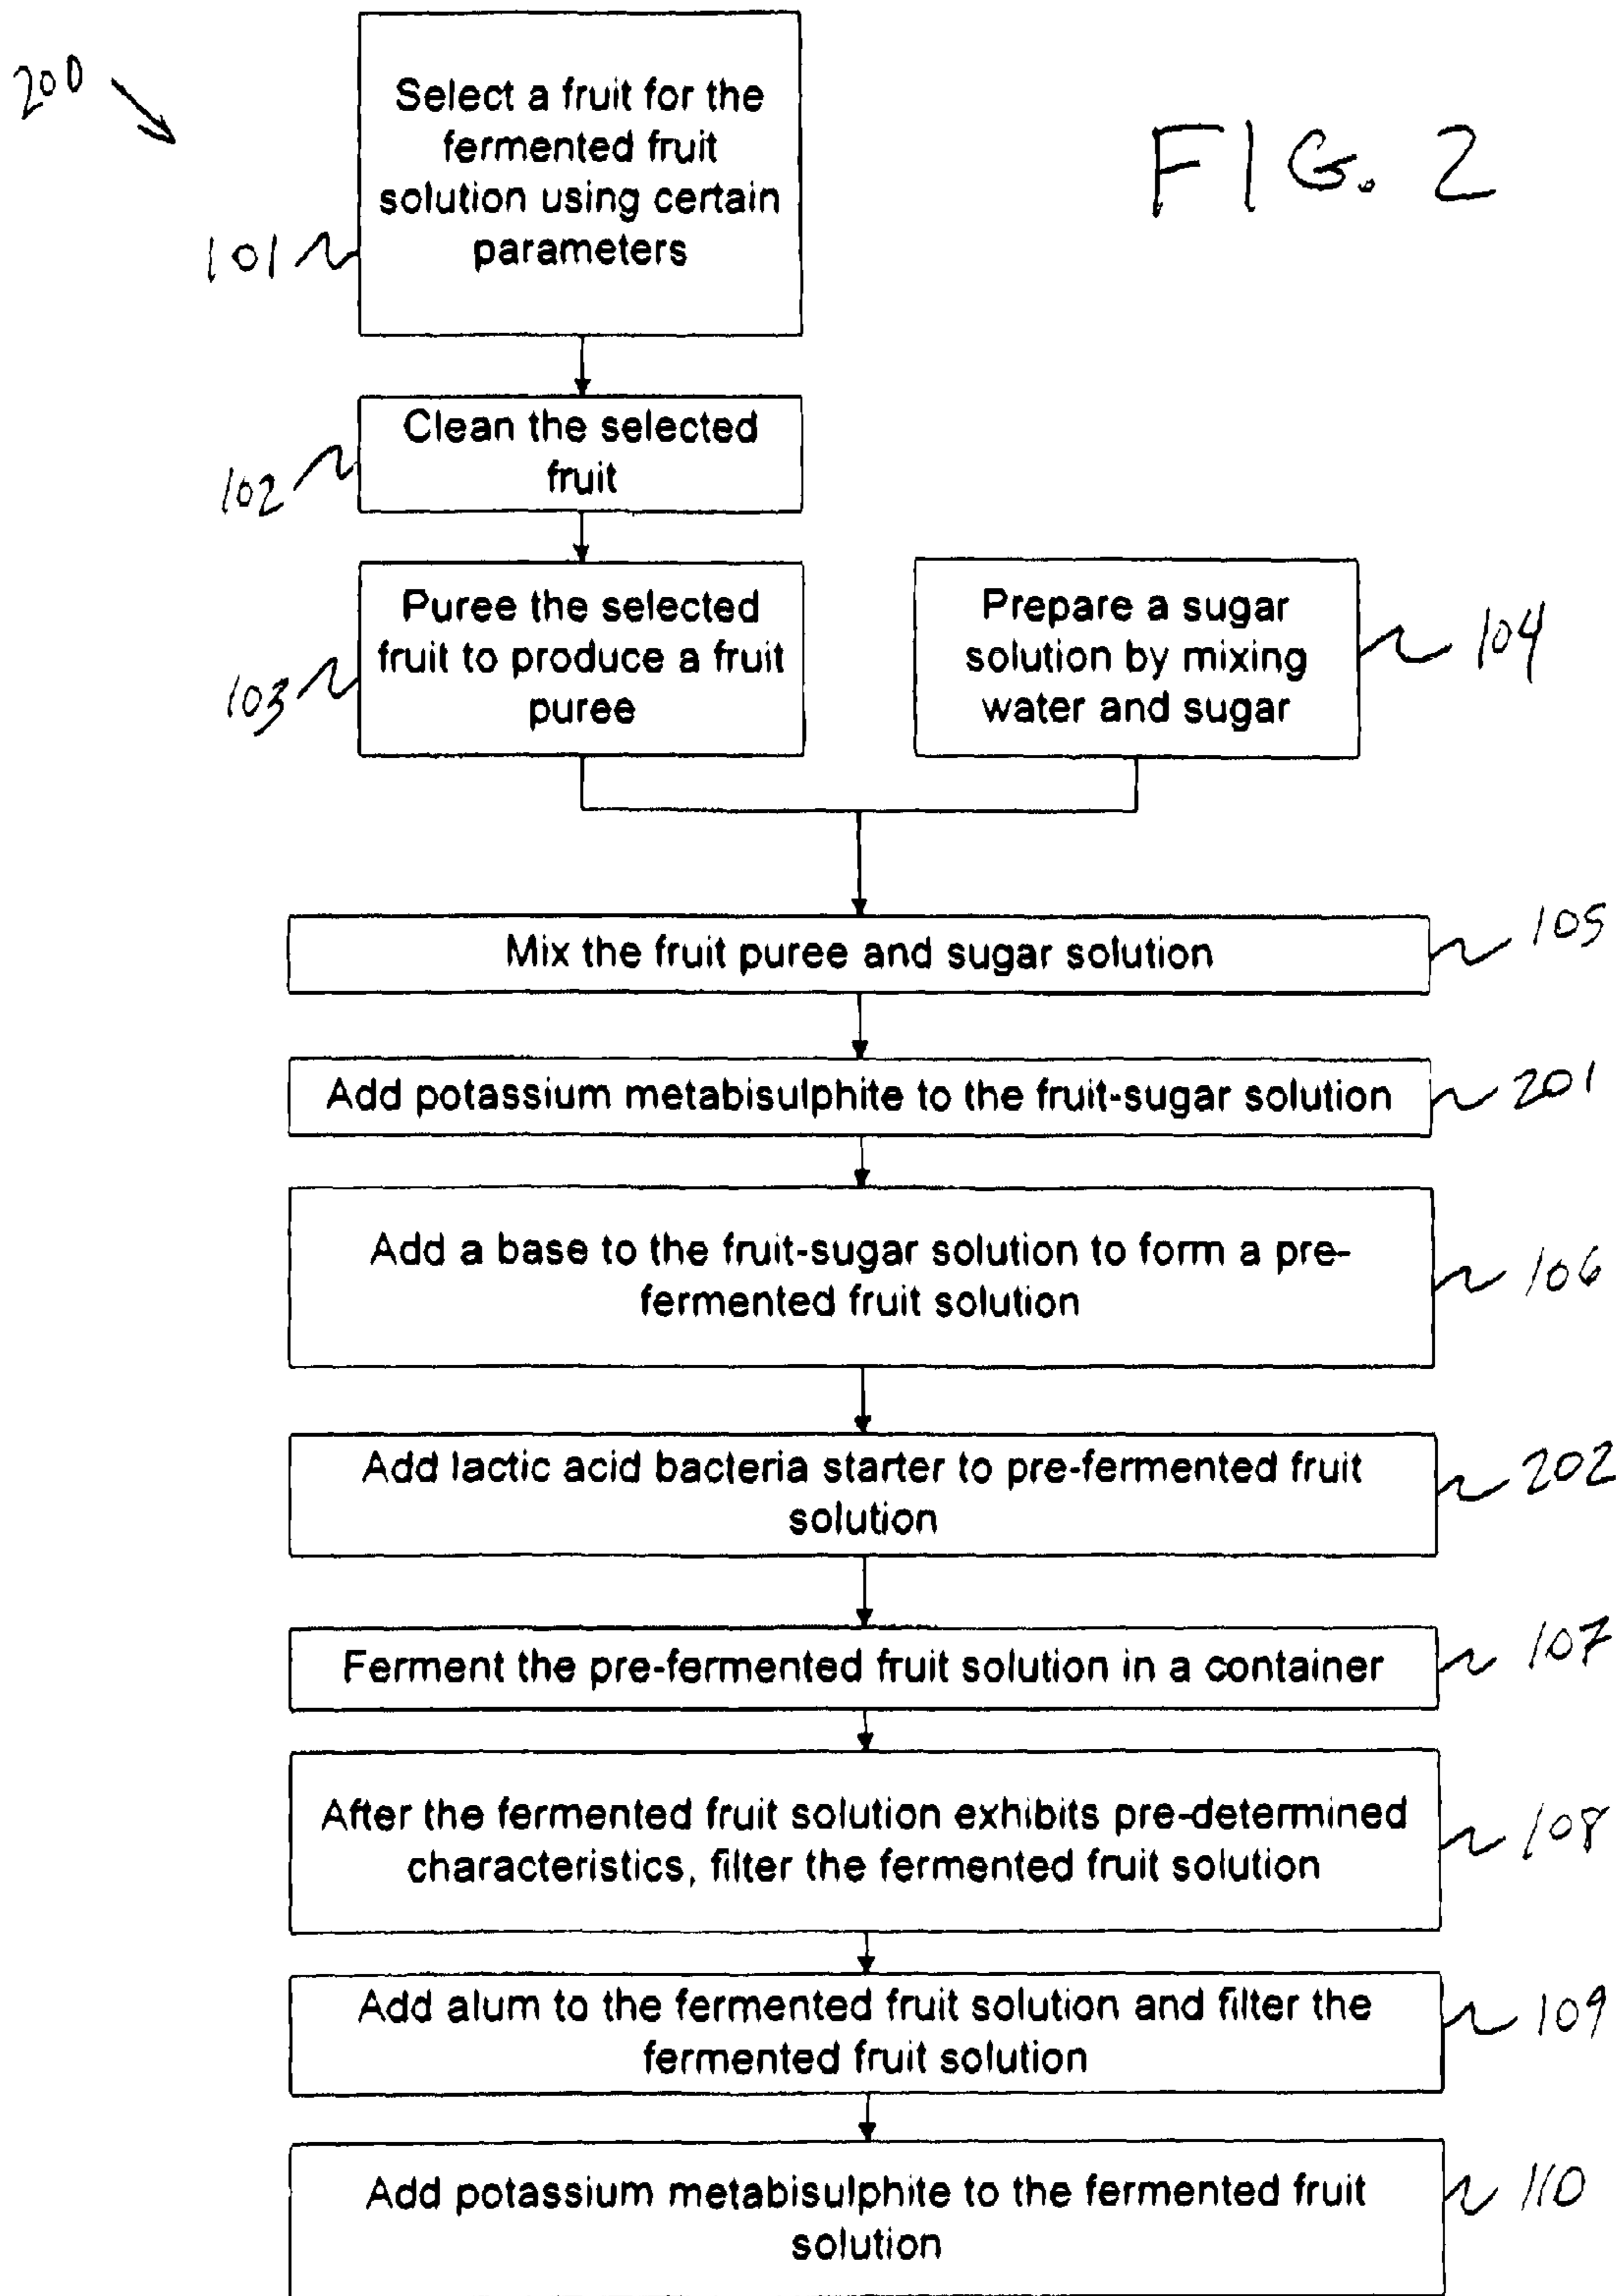 200
FIG. 2
Select a fruit for the
fermented fruit
solution using certain
parameters
101
Clean the selected
fruit
102
Puree the selected
fruit to produce a fruit
puree
103
Prepare a sugar
solution by mixing
water and sugar
104
Mix the fruit puree and sugar solution
105
Add potassium metabisulphite to the fruit-sugar solution
201
Add a base to the fruit-sugar solution to form a pre-
fermented fruit solution
106
Add lactic acid bacteria starter to pre-fermented fruit
solution
202
Ferment the pre-fermented fruit solution in a container
107
After the fermented fruit solution exhibits pre-determined
characteristics, filter the fermented fruit solution
108
Add alum to the fermented fruit solution and filter the
fermented fruit solution
109
Add potassium metabisulphite to the fermented fruit
solution
110